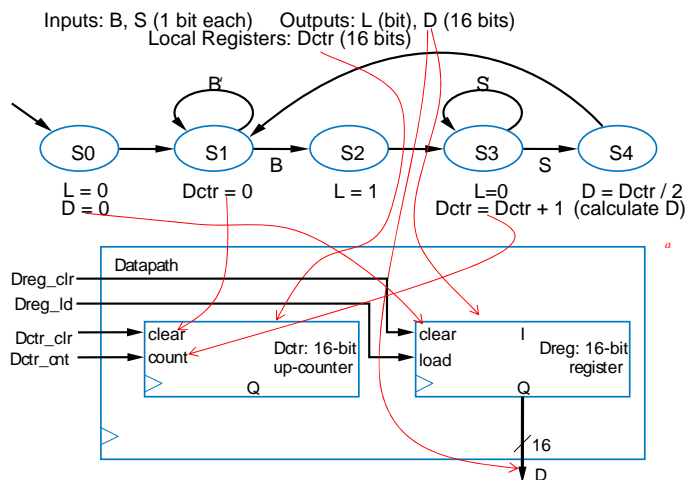 Inputs: B, S (1 bit each) Outputs: L (bit), D (16 bits)
Local Registers: Dctr (16 bits)
B' S'
S0 S1 S2 S3 S4
B S
L = 0 Dctr = 0 L = 1 L=0 D = Dctr / 2
D = 0 Dctr = Dctr + 1 (calculate D)
a
Datapath
Dreg_clr
Dreg_ld
Dctr_clr clear clear I
Dctr_cnt count load
Dctr: 16-bit Dreg: 16-bit
up-counter register
Q Q
16
D